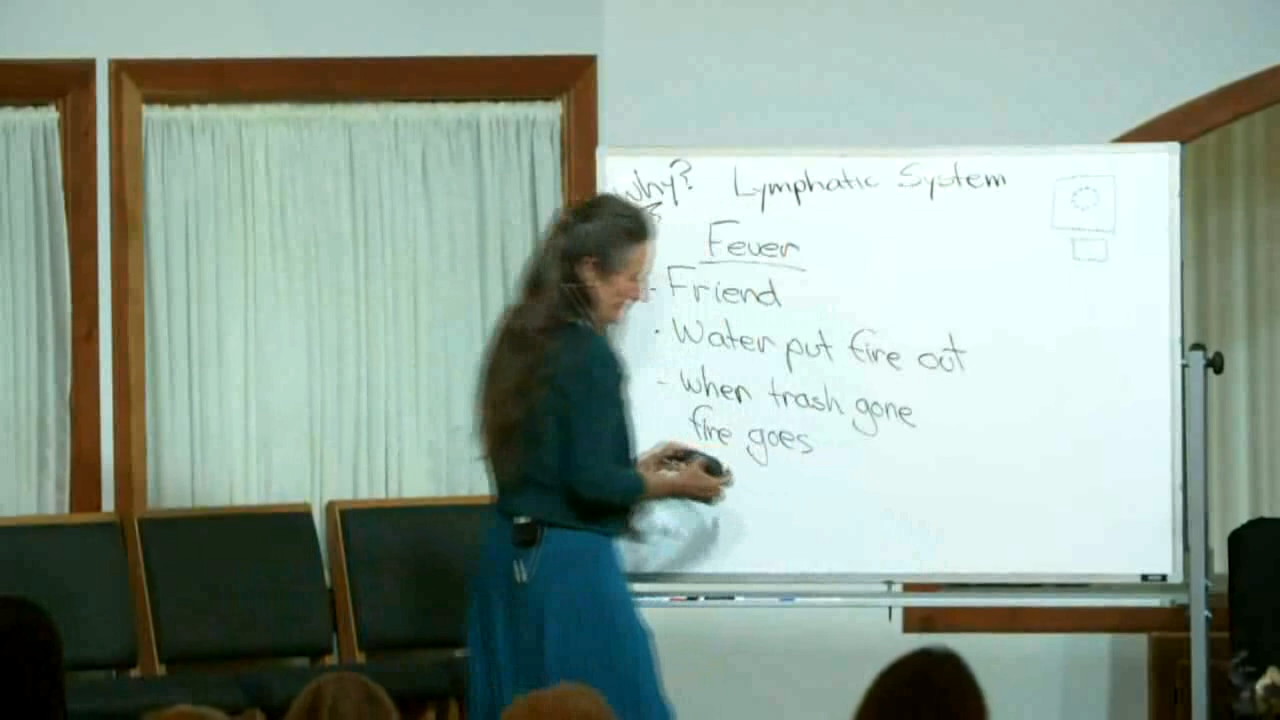 Why? Lymphatic System
Fever
- Friend
· Water put fire out
- when trash gone
fire goes